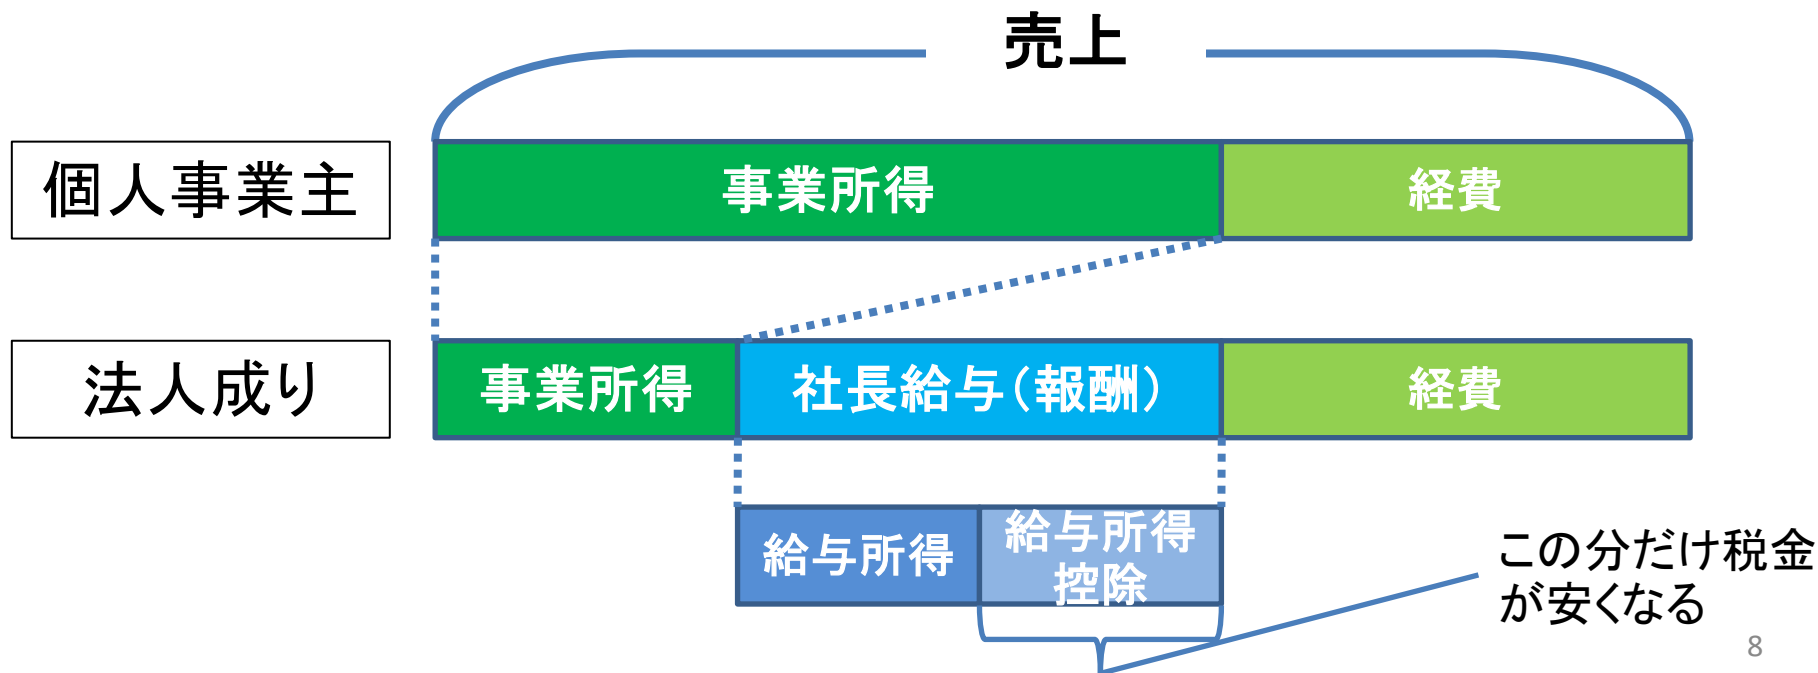 売上
個人事業主
事業所得
経費
法人成り
事業所得
社長給与（報酬）
経費
給与所得
給与所得
控除
この分だけ税金
が安くなる
8